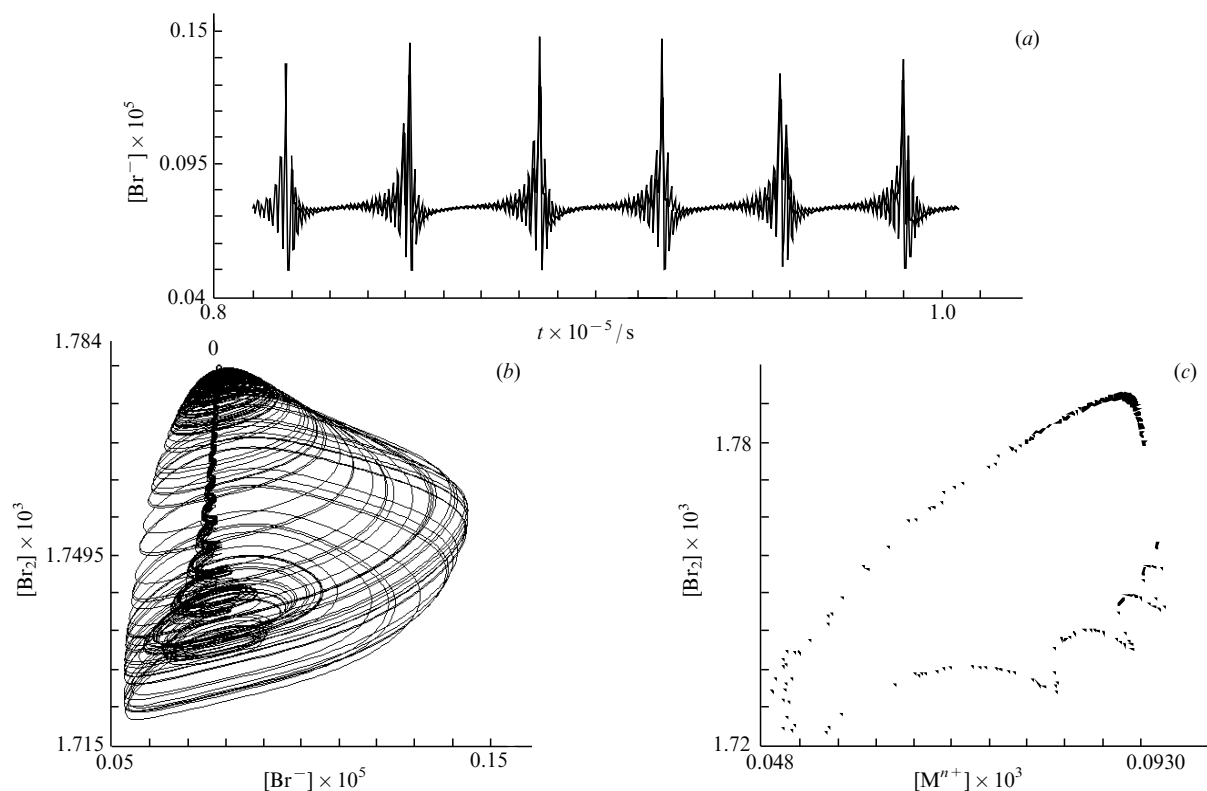 0.15
(a)
[Br⁻] × 10⁵
0.095
0.04
0.8
1.0
t × 10⁻⁵ / s
1.784
0
(b)
[Br₂] × 10³
1.7495
1.715
0.05
0.15
[Br⁻] × 10⁵
(c)
1.78
[Br₂] × 10³
1.72
0.048
0.0930
[Mⁿ⁺] × 10³